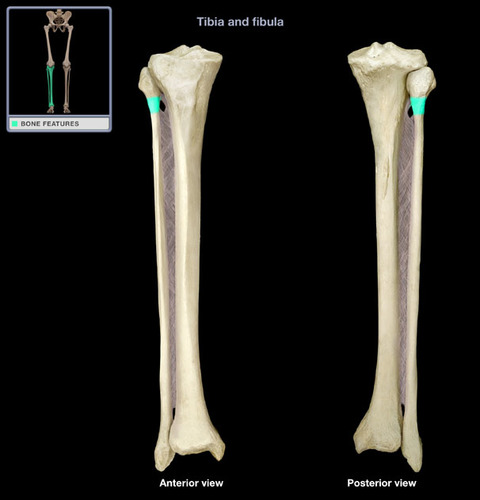 Tibia and fibula
BONE FEATURES
Anterior view
Posterior view